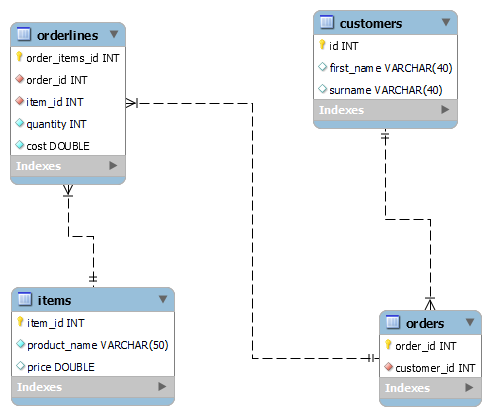 orderlines
order_items_id INT
order_id INT
item_id INT
quantity INT
cost DOUBLE
Indexes
customers
id INT
first_name VARCHAR(40)
surname VARCHAR(40)
Indexes
items
item_id INT
product_name VARCHAR(50)
price DOUBLE
Indexes
orders
order_id INT
customer_id INT
Indexes